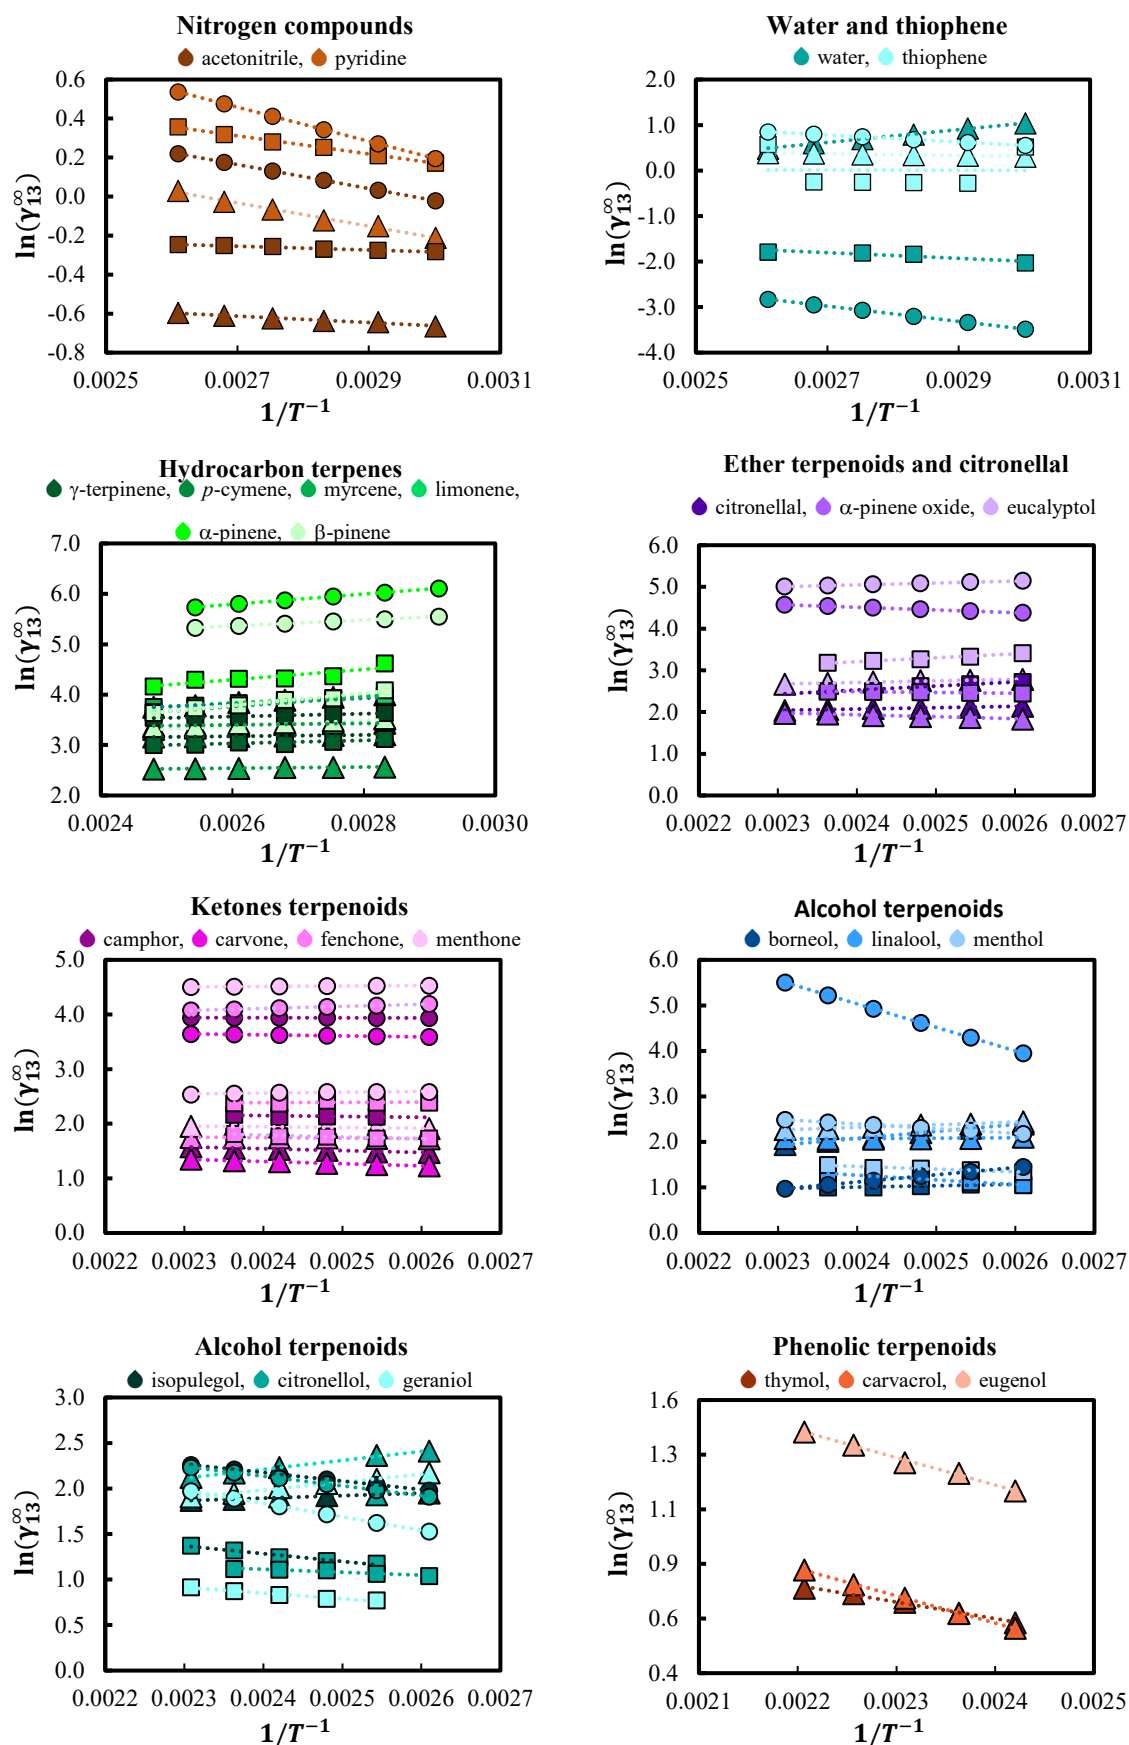 Nitrogen compounds
acetonitrile, pyridine
0.6
0.4
0.2
0.0
-0.2
-0.4
-0.6
-0.8
ln(γ₁₃^∞)
0.0025 0.0027 0.0029 0.0031
1/T⁻¹
Water and thiophene
water, thiophene
2.0
1.0
0.0
-1.0
-2.0
-3.0
-4.0
ln(γ₁₃^∞)
0.0025 0.0027 0.0029 0.0031
1/T⁻¹
Hydrocarbon terpenes
γ-terpinene, p-cymene, myrcene, limonene,
α-pinene, β-pinene
7.0
6.0
5.0
4.0
3.0
2.0
ln(γ₁₃^∞)
0.0024 0.0026 0.0028 0.0030
1/T⁻¹
Ether terpenoids and citronellal
citronellal, α-pinene oxide, eucalyptol
6.0
5.0
4.0
3.0
2.0
1.0
0.0
ln(γ₁₃^∞)
0.0022 0.0023 0.0024 0.0025 0.0026 0.0027
1/T⁻¹
Ketones terpenoids
camphor, carvone, fenchone, menthone
5.0
4.0
3.0
2.0
1.0
0.0
ln(γ₁₃^∞)
0.0022 0.0023 0.0024 0.0025 0.0026 0.0027
1/T⁻¹
Alcohol terpenoids
borneol, linalool, menthol
6.0
5.0
4.0
3.0
2.0
1.0
0.0
ln(γ₁₃^∞)
0.0022 0.0023 0.0024 0.0025 0.0026 0.0027
1/T⁻¹
Alcohol terpenoids
isopulegol, citronellol, geraniol
3.0
2.5
2.0
1.5
1.0
0.5
0.0
ln(γ₁₃^∞)
0.0022 0.0023 0.0024 0.0025 0.0026 0.0027
1/T⁻¹
Phenolic terpenoids
thymol, carvacrol, eugenol
1.6
1.3
1.1
0.9
0.6
0.4
ln(γ₁₃^∞)
0.0021 0.0022 0.0023 0.0024 0.0025
1/T⁻¹